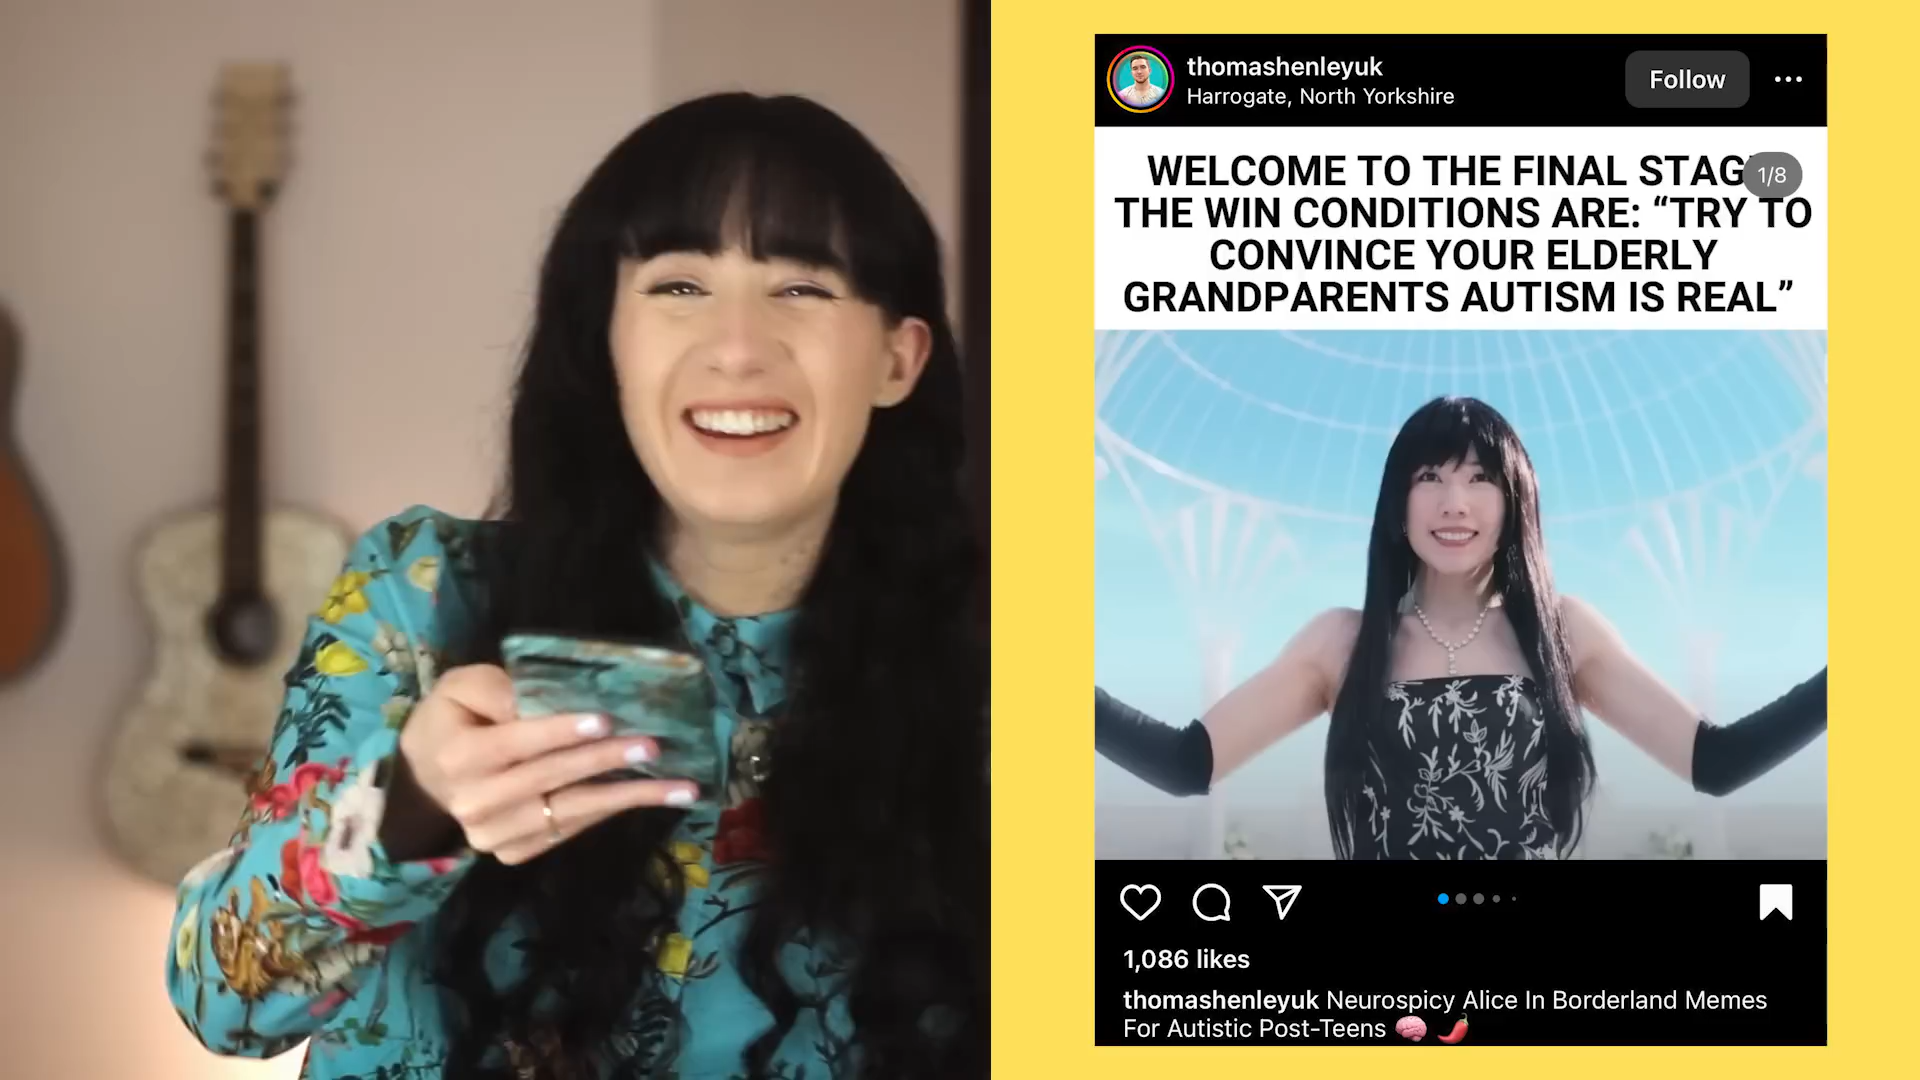 thomashenleyuk
Harrogate, North Yorkshire
Follow
WELCOME TO THE FINAL STAG
1/8
THE WIN CONDITIONS ARE: “TRY TO
CONVINCE YOUR ELDERLY
GRANDPARENTS AUTISM IS REAL”
1,086 likes
thomashenleyuk Neurospicy Alice In Borderland Memes
For Autistic Post-Teens 🧠 🌶️